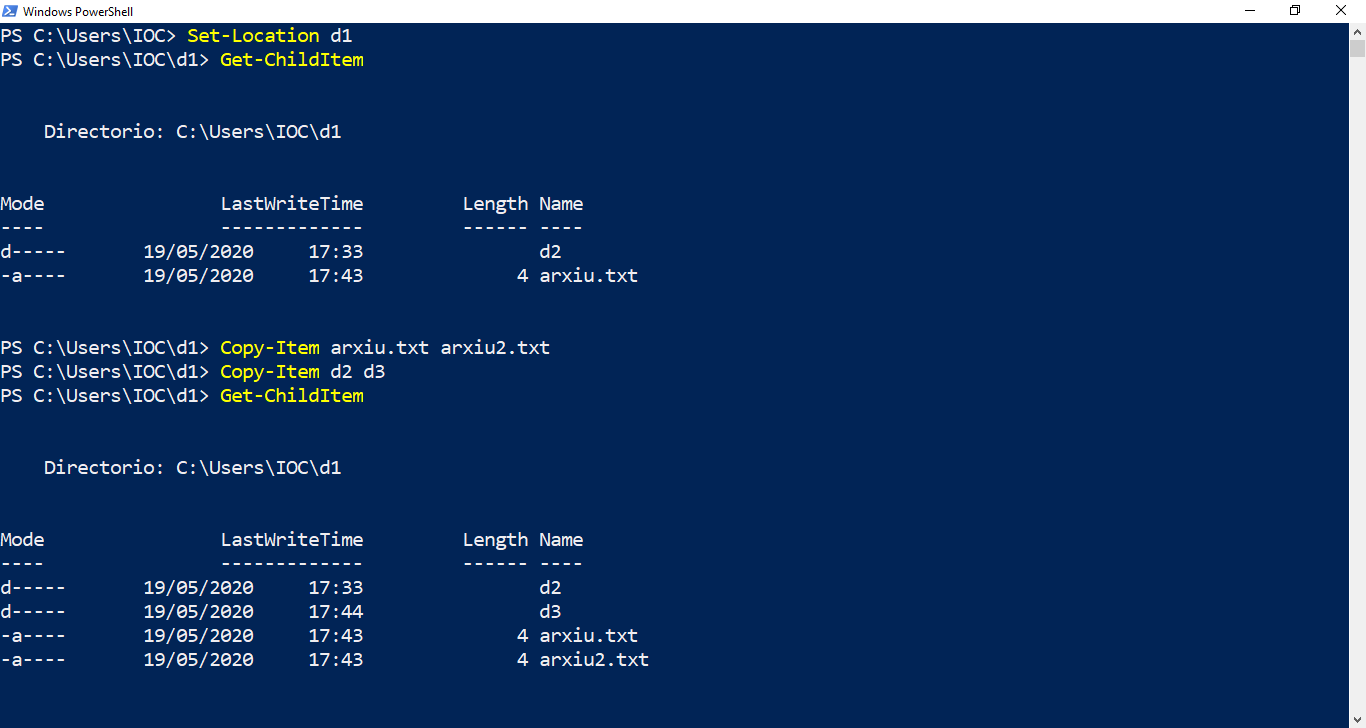 Windows PowerShell
PS C:\Users\IOC> Set-Location d1
PS C:\Users\IOC\d1> Get-ChildItem
    Directorio: C:\Users\IOC\d1
Mode                LastWriteTime         Length Name
----                -------------         ------ ----
d-----       19/05/2020     17:33                d2
-a----       19/05/2020     17:43              4 arxiu.txt
PS C:\Users\IOC\d1> Copy-Item arxiu.txt arxiu2.txt
PS C:\Users\IOC\d1> Copy-Item d2 d3
PS C:\Users\IOC\d1> Get-ChildItem
    Directorio: C:\Users\IOC\d1
Mode                LastWriteTime         Length Name
----                -------------         ------ ----
d-----       19/05/2020     17:33                d2
d-----       19/05/2020     17:44                d3
-a----       19/05/2020     17:43              4 arxiu.txt
-a----       19/05/2020     17:43              4 arxiu2.txt